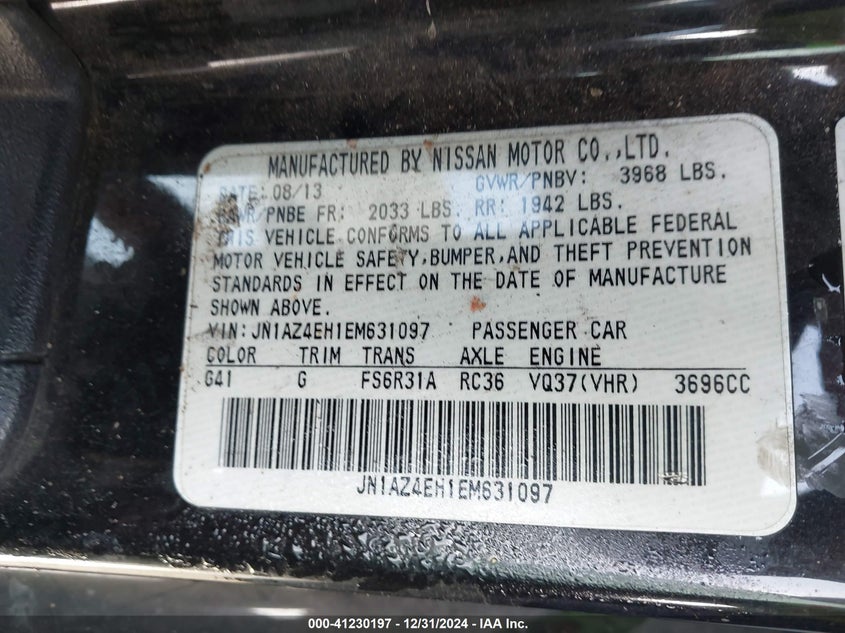 MANUFACTURED BY NISSAN MOTOR CO.,LTD.
DATE: 08/13 GVWR/PNBV: 3968 LBS.
GAWR/PNBE FR: 2033 LBS. RR: 1942 LBS.
THIS VEHICLE CONFORMS TO ALL APPLICABLE FEDERAL
MOTOR VEHICLE SAFETY,BUMPER,AND THEFT PREVENTION
STANDARDS IN EFFECT ON THE DATE OF MANUFACTURE
SHOWN ABOVE.
VIN:JN1AZ4EH1EM631097 PASSENGER CAR
COLOR TRIM TRANS AXLE ENGINE
G41 G FS6R31A RC36 VQ37(VHR) 3696CC
JN1AZ4EH1EM631097
000-41230197 - 12/31/2024 - IAA Inc.